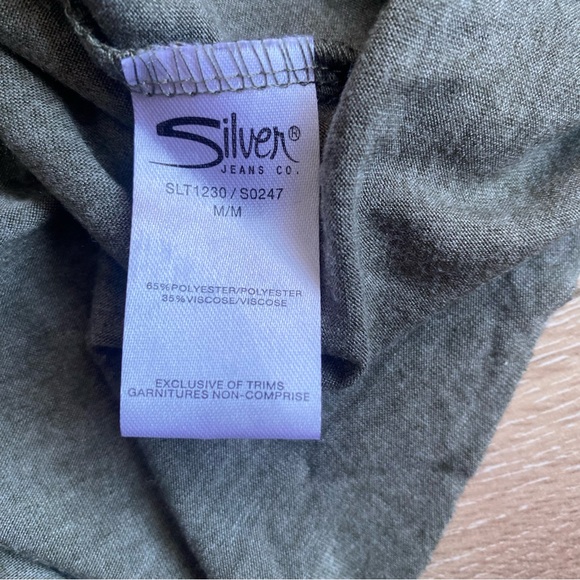 Silver®
JEANS CO.
SLT1230 / S0247
M/M
65%POLYESTER/POLYESTER
35%VISCOSE/VISCOSE
EXCLUSIVE OF TRIMS
GARNITURES NON-COMPRISE